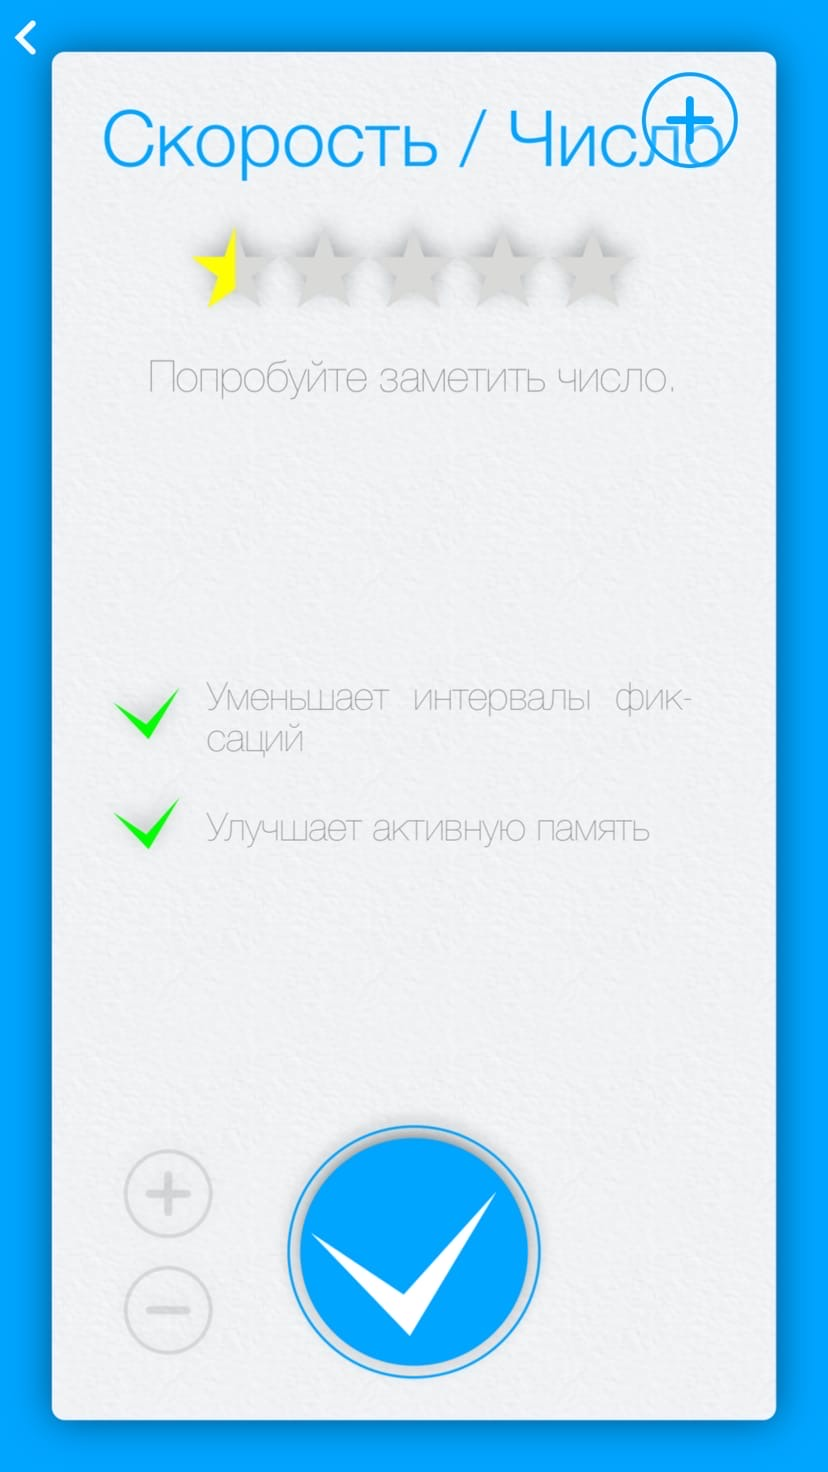 Скорость / Число
Попробуйте заметить число.
Уменьшает интервалы фик-
саций
Улучшает активную память